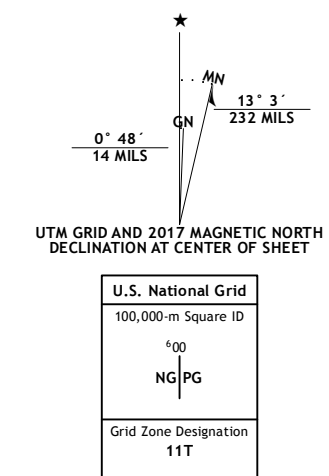 ★
MN
GN
13° 3´
232 MILS
0° 48´
14 MILS
UTM GRID AND 2017 MAGNETIC NORTH
DECLINATION AT CENTER OF SHEET
U.S. National Grid
100,000-m Square ID
⁶00
NG PG
Grid Zone Designation
11T